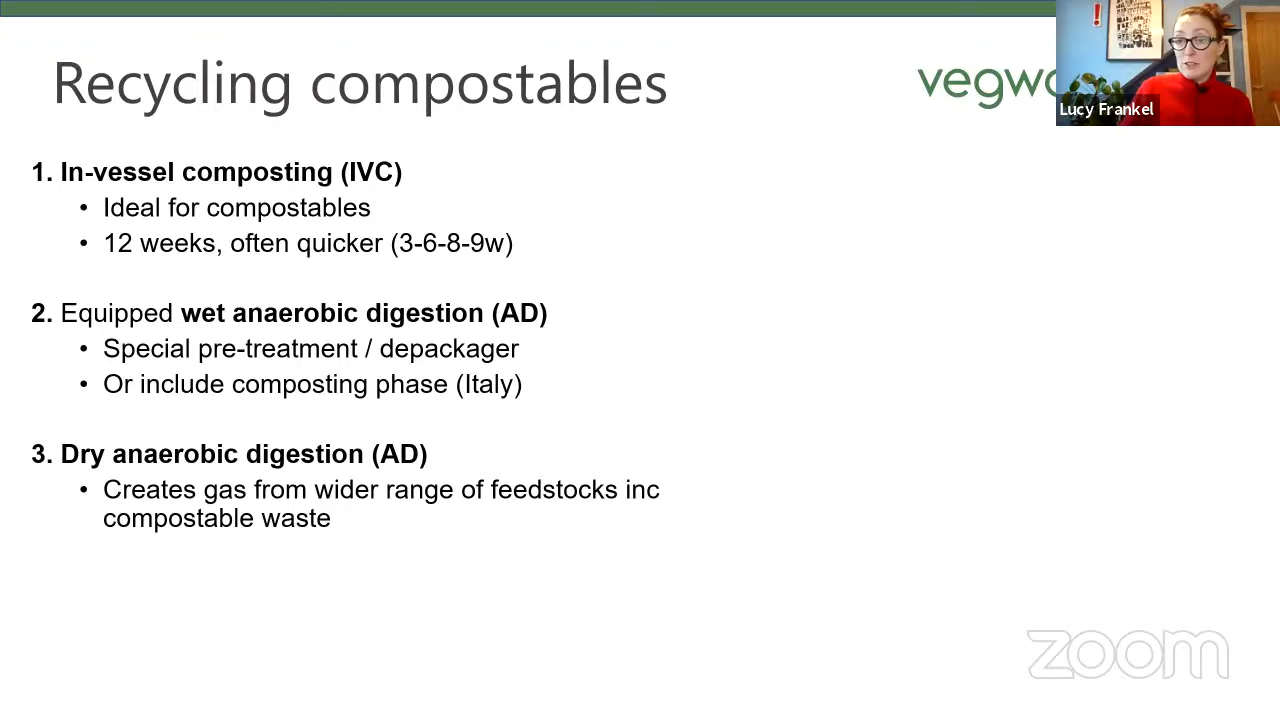 Recycling compostables
vegwa
Lucy Frankel
1. In-vessel composting (IVC)
• Ideal for compostables
• 12 weeks, often quicker (3-6-8-9w)
2. Equipped wet anaerobic digestion (AD)
• Special pre-treatment / depackager
• Or include composting phase (Italy)
3. Dry anaerobic digestion (AD)
• Creates gas from wider range of feedstocks inc
compostable waste
zoom